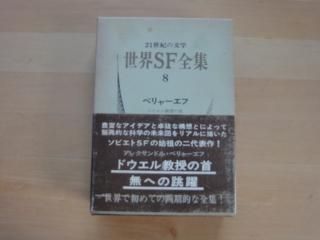 21世紀の文学
世界SF全集
8
ベリャーエフ
豊富なアイデアと卓抜な構想とによって
驚異的な科学の未来図をリアルに描いた
ソビエトSFの始祖の二代表作!
アレクサンドル・ベリャーエフ
ドウエル教授の首
無への跳躍
世界で初めての画期的な全集!